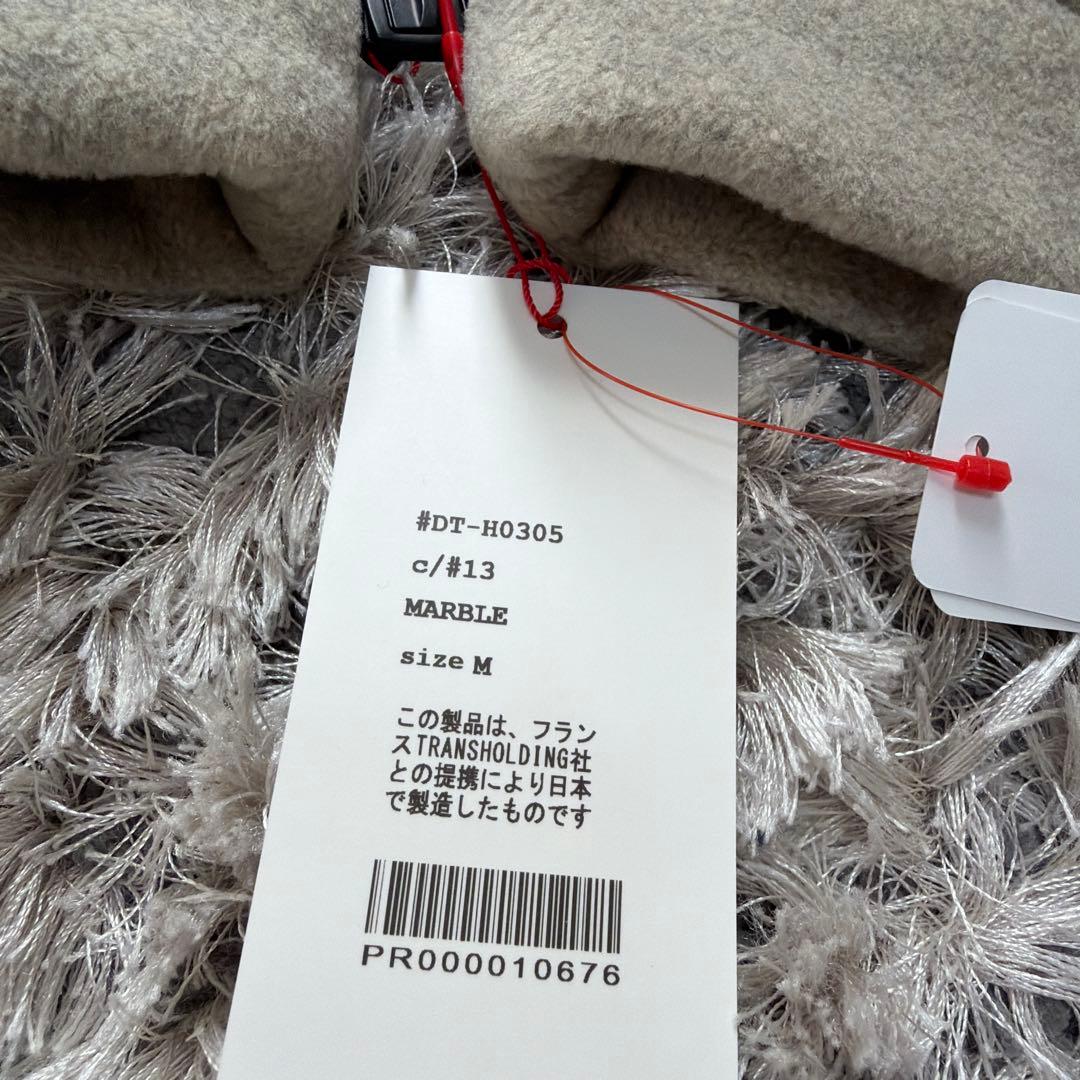 #DT-H0305
c/#13
MARBLE
size M
この製品は、フラン
スTRANSHOLDING社
との提携により日本
で製造したものです
PR000010676